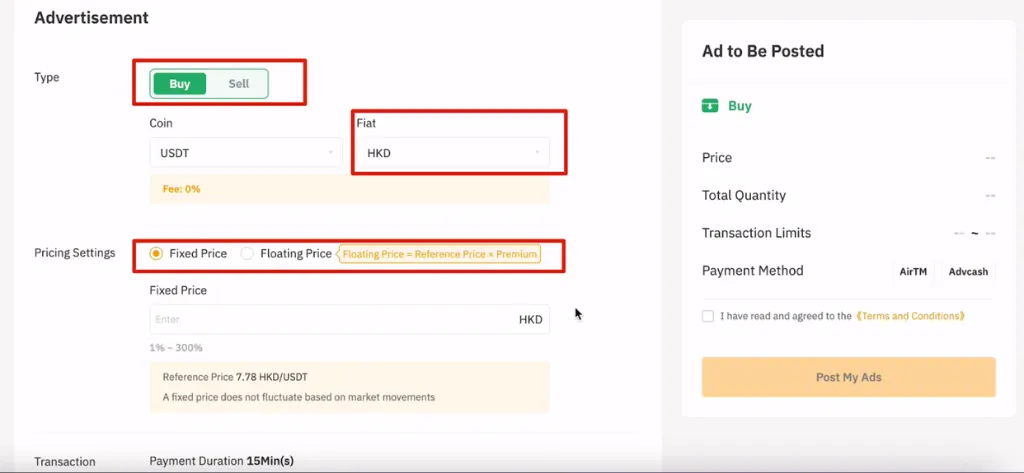 Advertisement
Type
Buy
Sell
Coin
Fiat
USDT
HKD
Fee: 0%
Pricing Settings
Fixed Price
Floating Price
Floating Price = Reference Price × Premium
Fixed Price
Enter
HKD
1% ~ 300%
Reference Price 7.78 HKD/USDT
A fixed price does not fluctuate based on market movements
Transaction
Payment Duration 15Min(s)
Ad to Be Posted
Buy
Price --
Total Quantity --
Transaction Limits -- ~ --
Payment Method AirTM Advcash
I have read and agreed to the 《Terms and Conditions》
Post My Ads